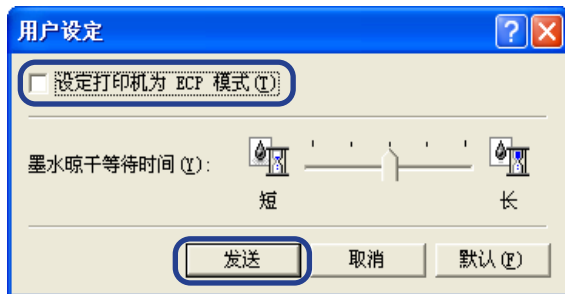 用户设定
设定打印机为 ECP 模式(T)
墨水晾干等待时间(Y):
短 长
发送 取消 默认(F)